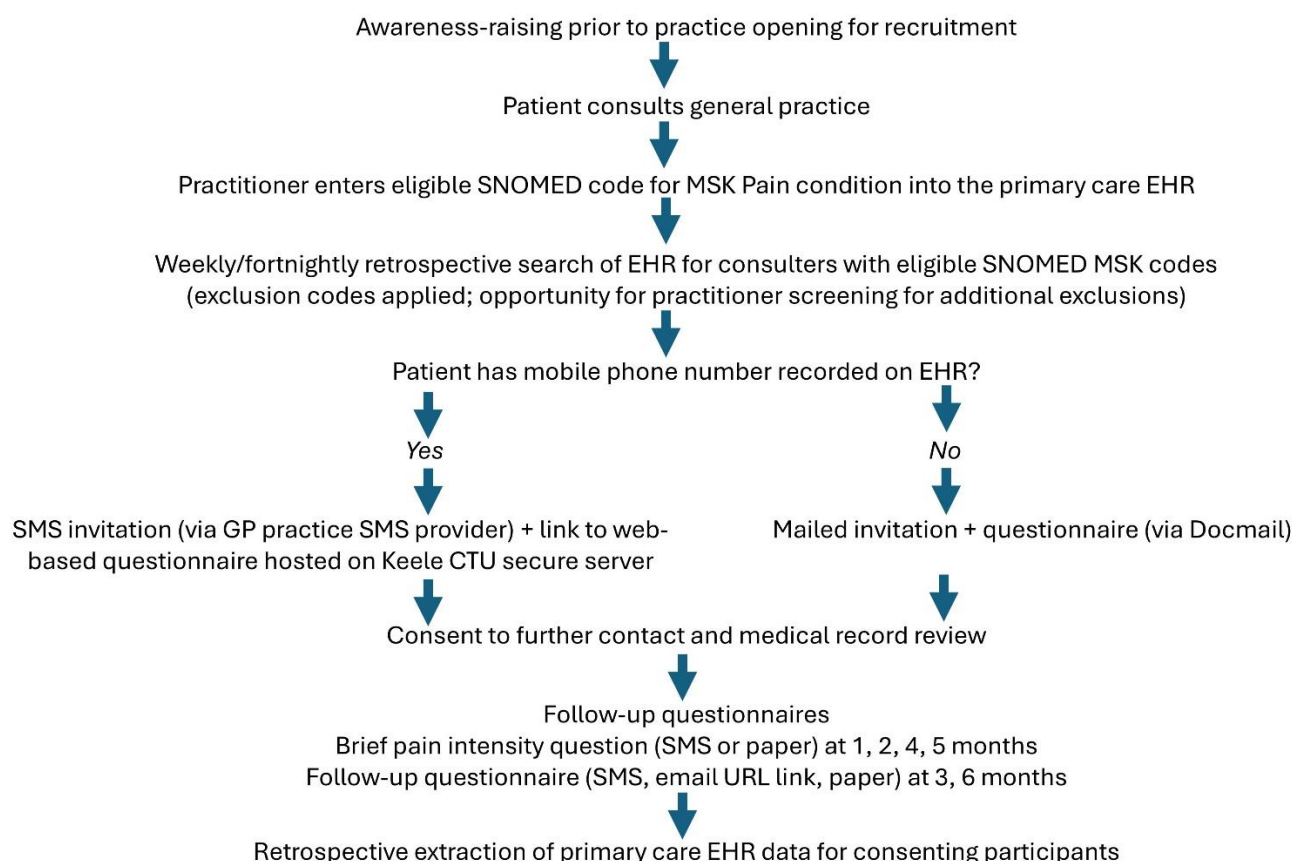 Awareness-raising prior to practice opening for recruitment
Patient consults general practice
Practitioner enters eligible SNOMED code for MSK Pain condition into the primary care EHR
Weekly/fortnightly retrospective search of EHR for consulters with eligible SNOMED MSK codes
(exclusion codes applied; opportunity for practitioner screening for additional exclusions)
Patient has mobile phone number recorded on EHR?
Yes
No
SMS invitation (via GP practice SMS provider) + link to web-
based questionnaire hosted on Keele CTU secure server
Mailed invitation + questionnaire (via Docmail)
Consent to further contact and medical record review
Follow-up questionnaires
Brief pain intensity question (SMS or paper) at 1, 2, 4, 5 months
Follow-up questionnaire (SMS, email URL link, paper) at 3, 6 months
Retrospective extraction of primary care EHR data for consenting participants